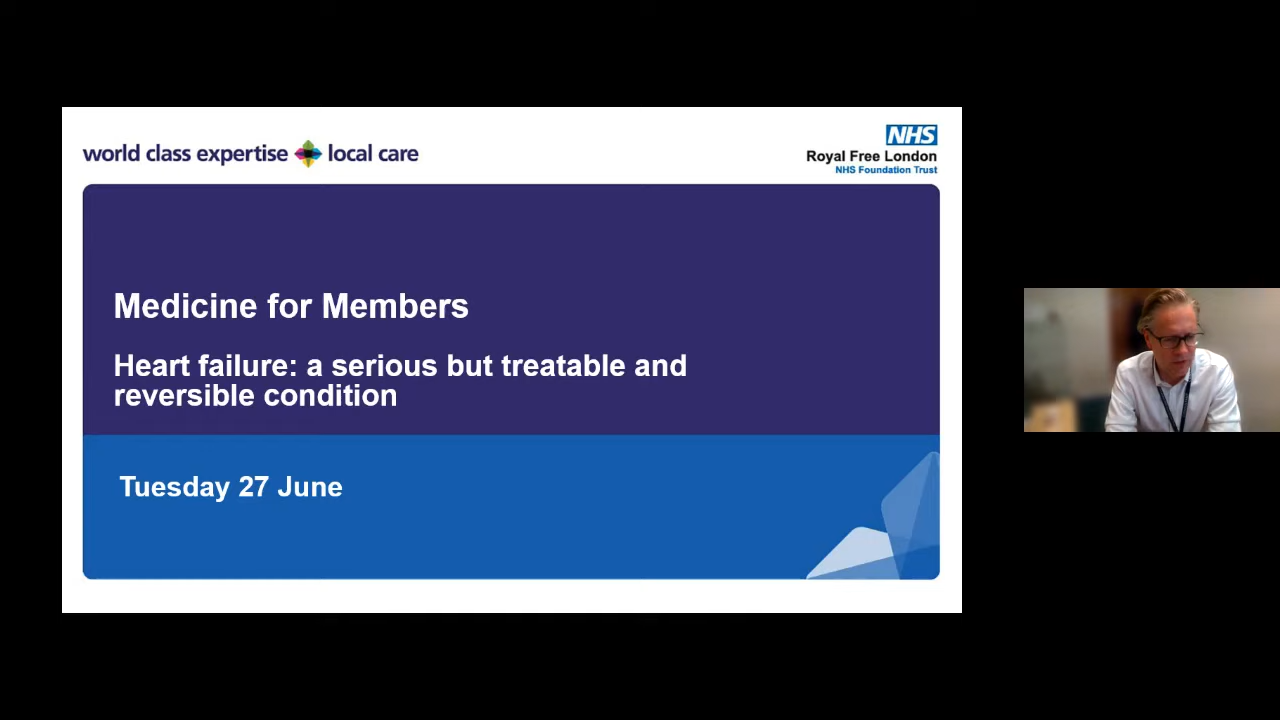 world class expertise local care
NHS
Royal Free London
NHS Foundation Trust
Medicine for Members
Heart failure: a serious but treatable and
reversible condition
Tuesday 27 June